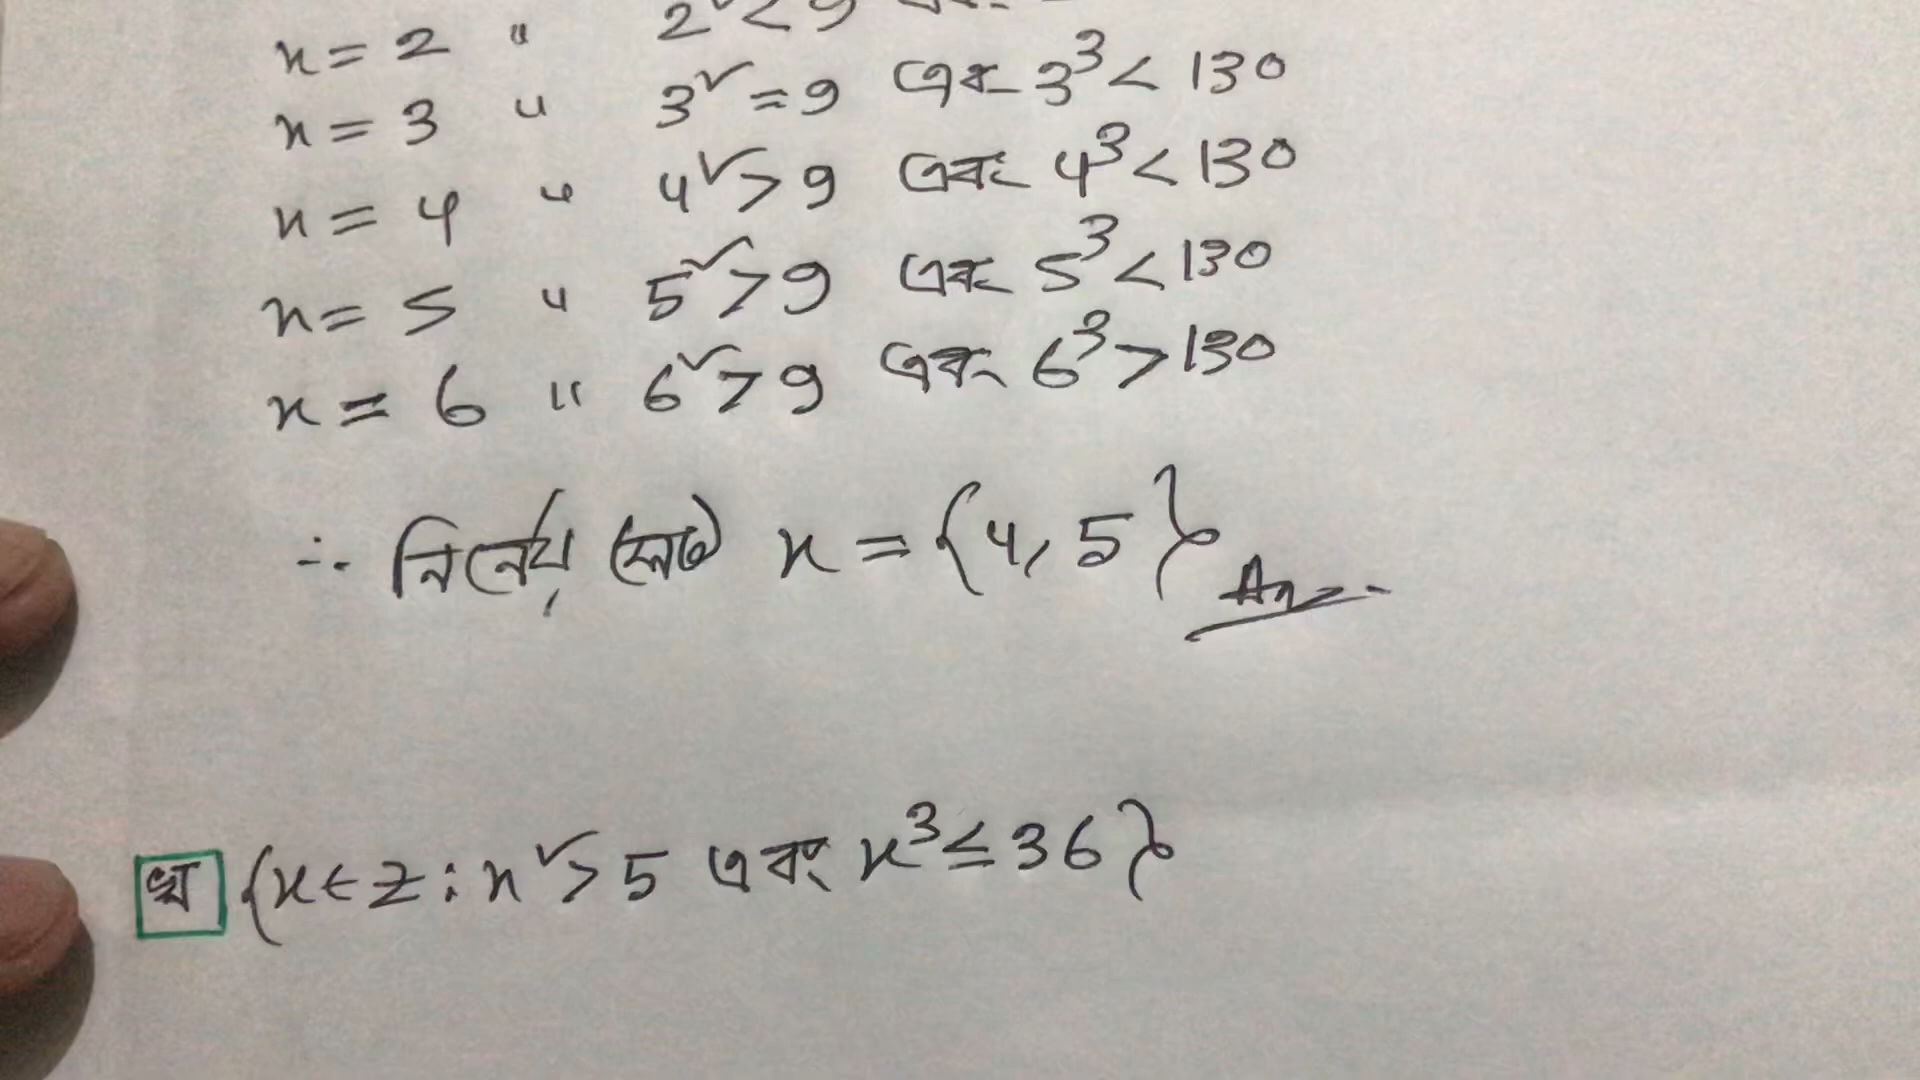 x = 2 " 2² < 9
x = 3 " 3² = 9 এবং 3³ < 130
x = 4 " 4² > 9 এবং 4³ < 130
x = 5 " 5² > 9 এবং 5³ < 130
x = 6 " 6² > 9 এবং 6³ > 130
∴ নির্নেয় সেট x = {4, 5} Ans
খ {x ∈ Z : x² > 5 এবং x³ ≤ 36}